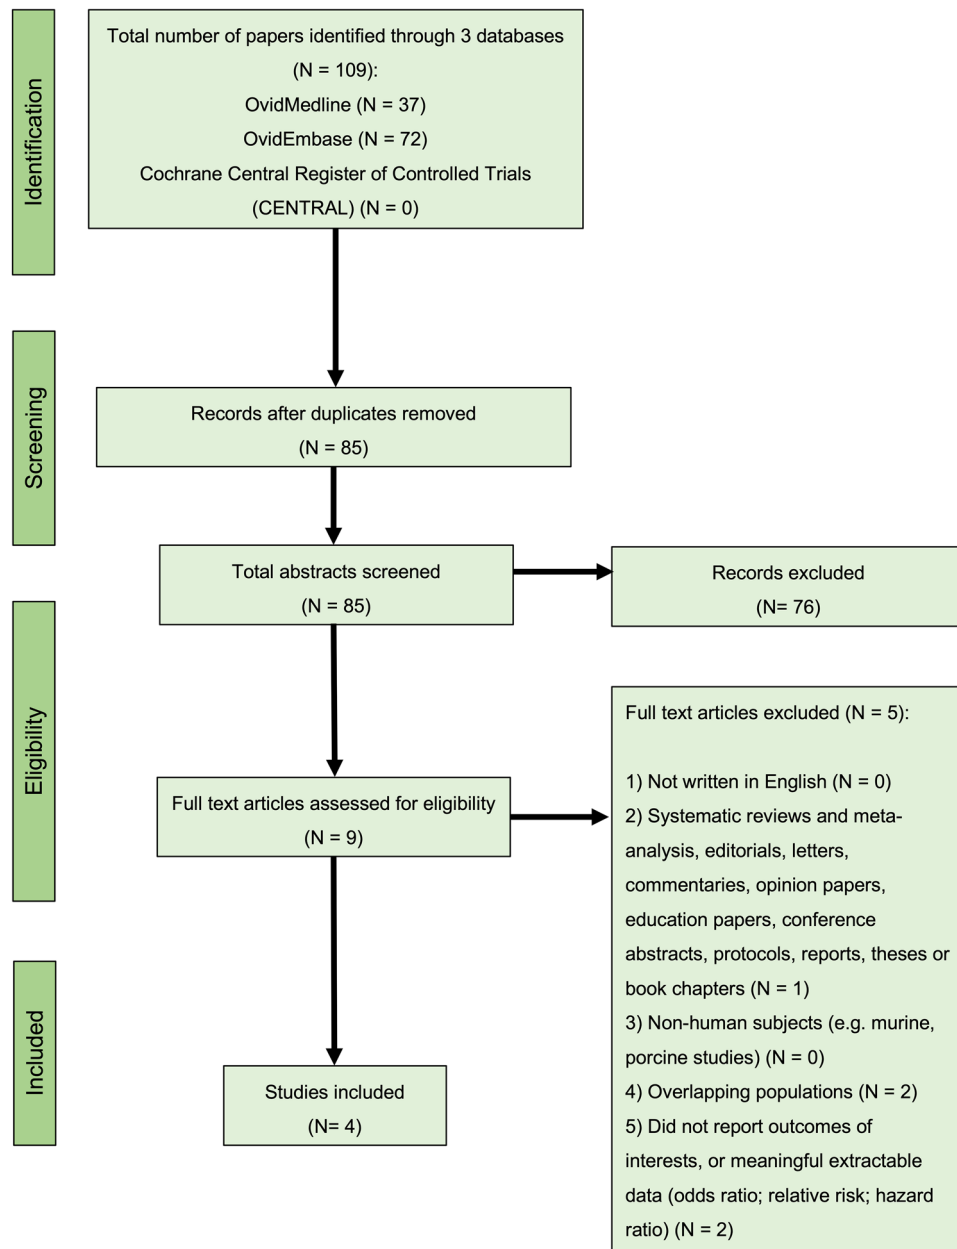 Identification
Total number of papers identified through 3 databases
(N = 109):
OvidMedline (N = 37)
OvidEmbase (N = 72)
Cochrane Central Register of Controlled Trials
(CENTRAL) (N = 0)
Screening
Records after duplicates removed
(N = 85)
Total abstracts screened
(N = 85)
Records excluded
(N= 76)
Eligibility
Full text articles assessed for eligibility
(N = 9)
Full text articles excluded (N = 5):
1) Not written in English (N = 0)
2) Systematic reviews and meta-
analysis, editorials, letters,
commentaries, opinion papers,
education papers, conference
abstracts, protocols, reports, theses or
book chapters (N = 1)
3) Non-human subjects (e.g. murine,
porcine studies) (N = 0)
4) Overlapping populations (N = 2)
5) Did not report outcomes of
interests, or meaningful extractable
data (odds ratio; relative risk; hazard
ratio) (N = 2)
Included
Studies included
(N= 4)